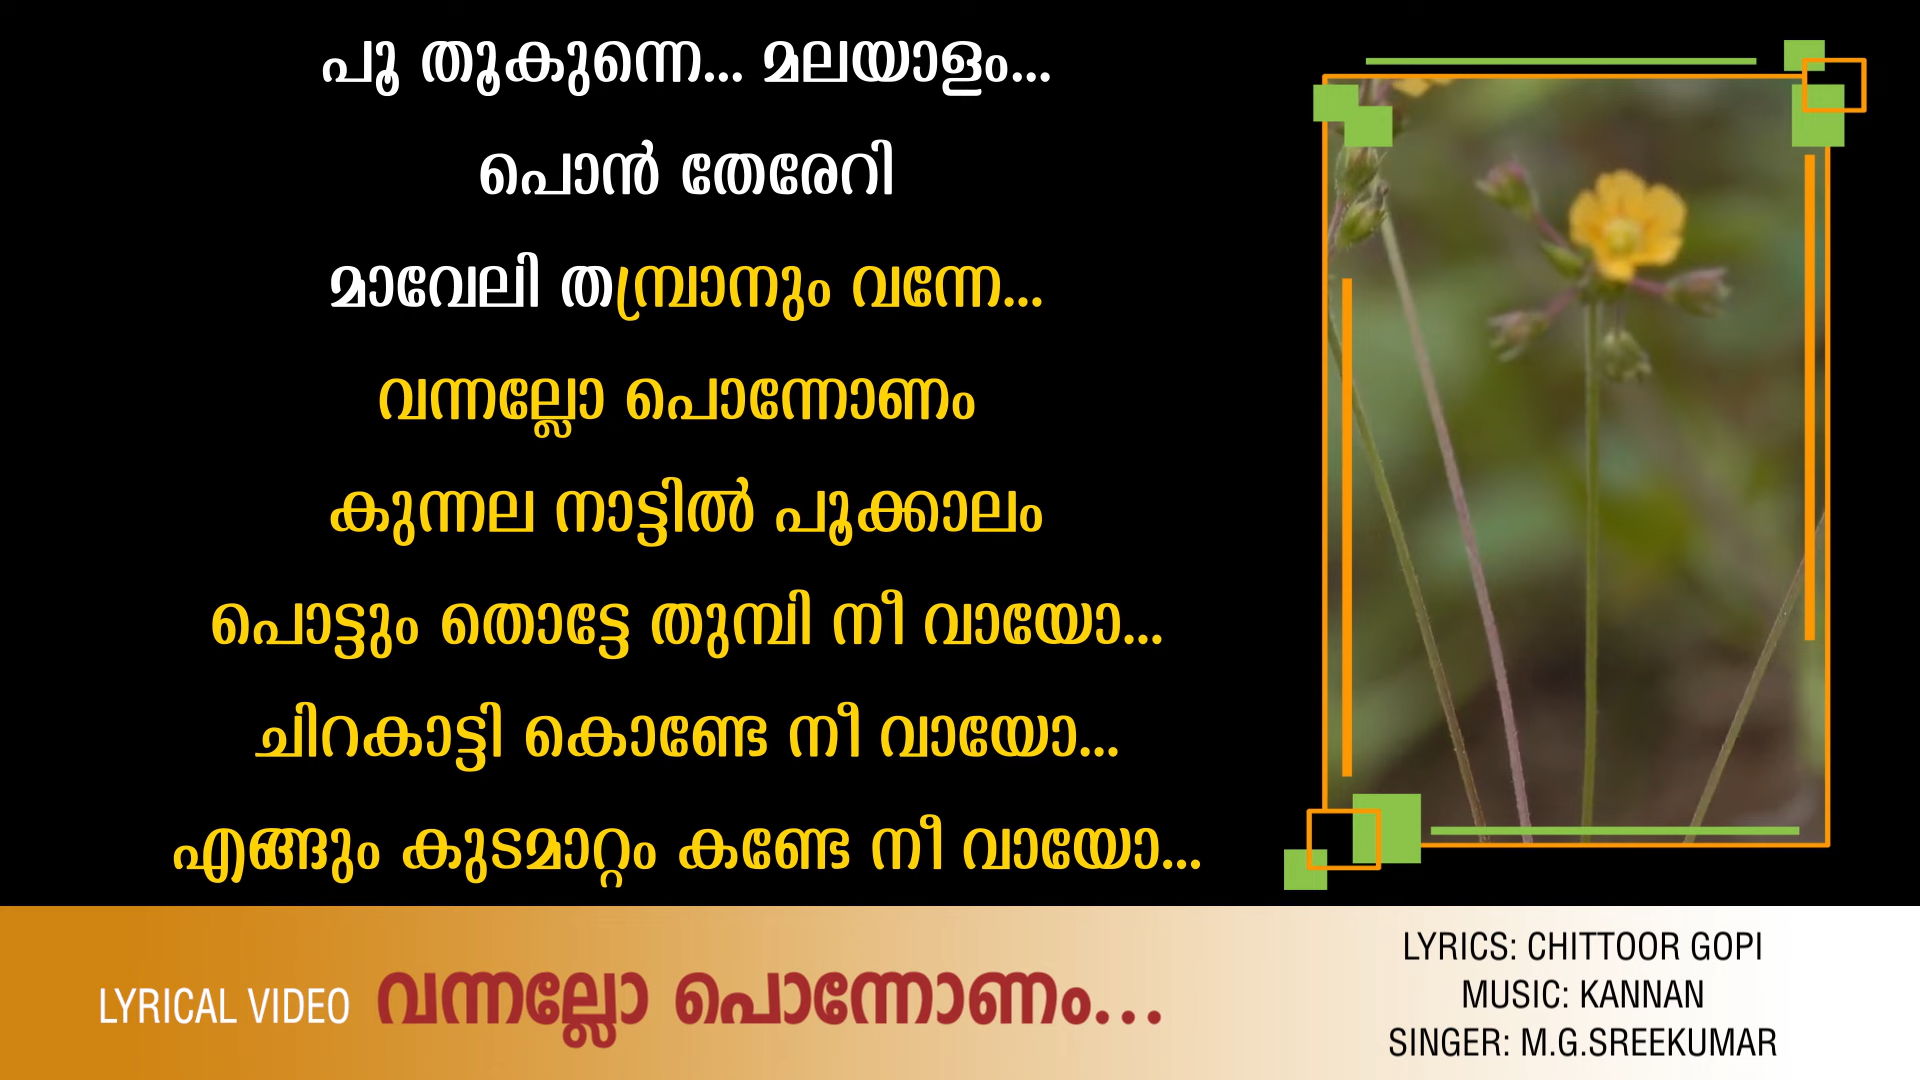 പൂ തൂകുന്നെ... മലയാളം...
പൊൻ തേരേറി
മാവേലി തമ്പ്രാനും വന്നേ...
വന്നല്ലോ പൊന്നോണം
കുന്നല നാട്ടിൽ പൂക്കാലം
പൊട്ടും തൊട്ടേ തുമ്പി നീ വായോ...
ചിറകാട്ടി കൊണ്ടേ നീ വായോ...
എങ്ങും കുടമാറ്റം കണ്ടേ നീ വായോ...
LYRICAL VIDEO വന്നല്ലോ പൊന്നോണം...
LYRICS: CHITTOOR GOPI
MUSIC: KANNAN
SINGER: M.G.SREEKUMAR